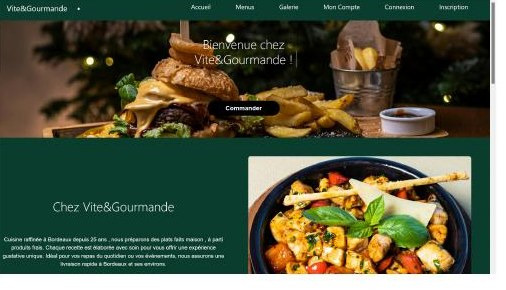 Vite&Gourmande
Accueil Menus Galerie Mon Compte Connexion Inscription
Bienvenue chez
Vite&Gourmande !
Commander
Chez Vite&Gourmande
Cuisine raffinée à Bordeaux depuis 25 ans , nous préparons des plats faits maison , à parti
produits frais. Chaque recette est élaborée avec soin pour vous offrir une expérience
gustative unique. Idéal pour vos repas du quotidien ou vos événements, nous assurons une
livraison rapide à Bordeaux et ses environs.